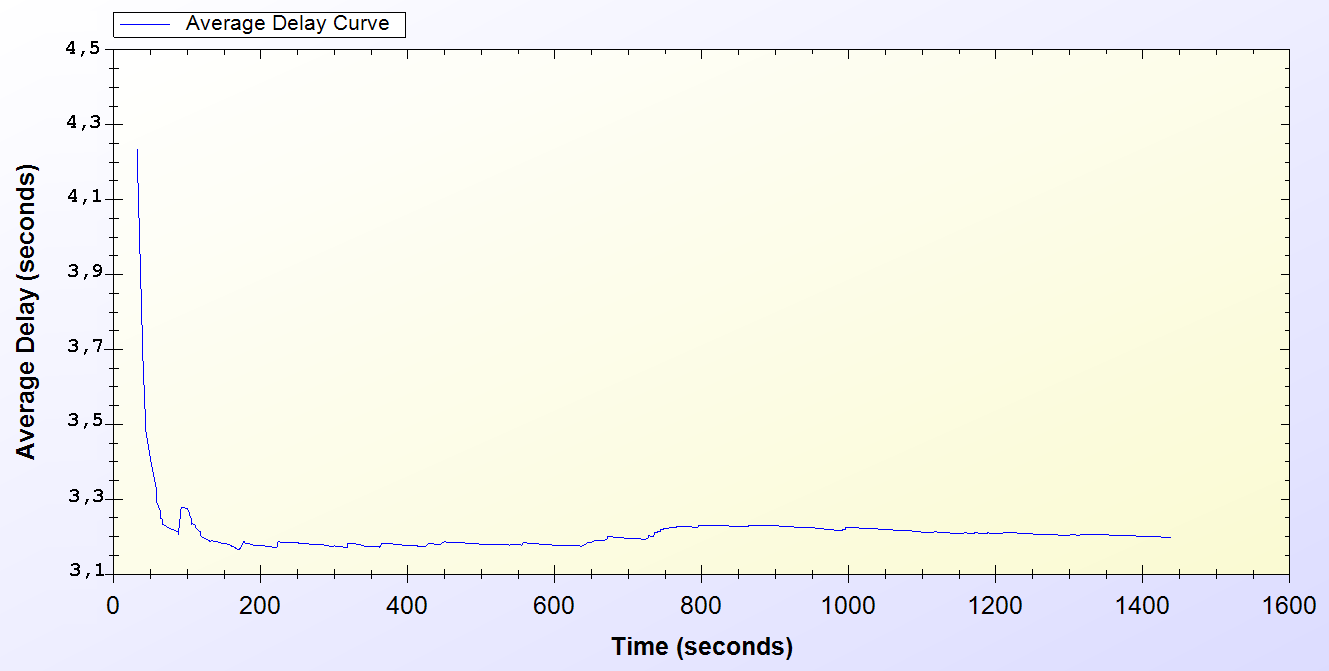 Average Delay Curve
4,5
4,3
4,1
3,9
3,7
3,5
3,3
3,1
Average Delay (seconds)
0 200 400 600 800 1000 1200 1400 1600
Time (seconds)